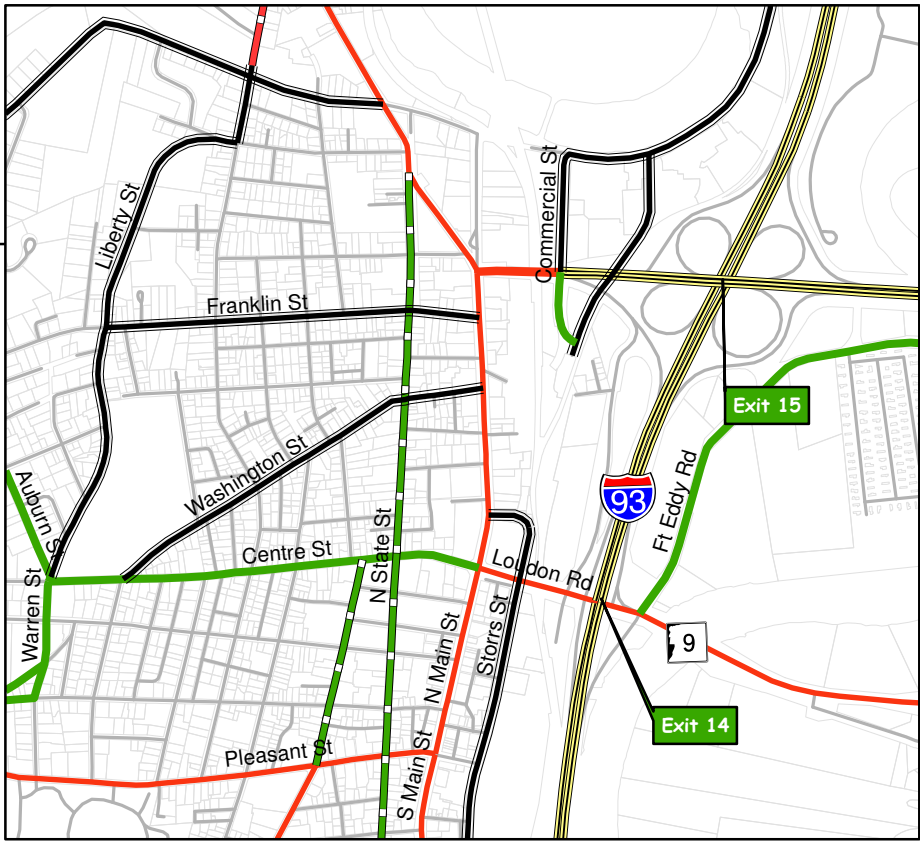 Commercial St
Liberty St
Franklin St
Exit 15
Washington St
Auburn St
93
Ft Eddy Rd
N State St
Centre St
Loudon Rd
Warren St
Storrs St
N Main St
9
Exit 14
Pleasant St
S Main St